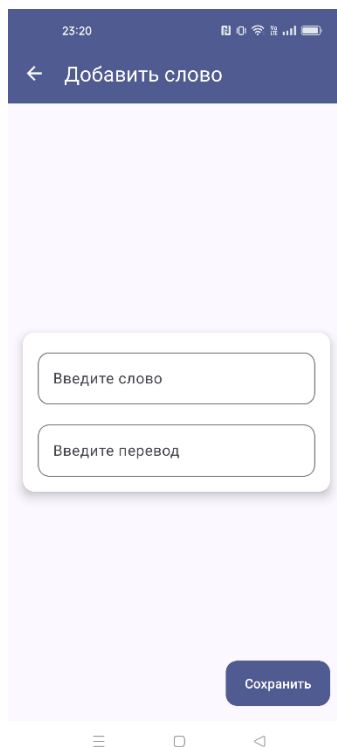 23:20
Добавить слово
Введите слово
Введите перевод
Сохранить